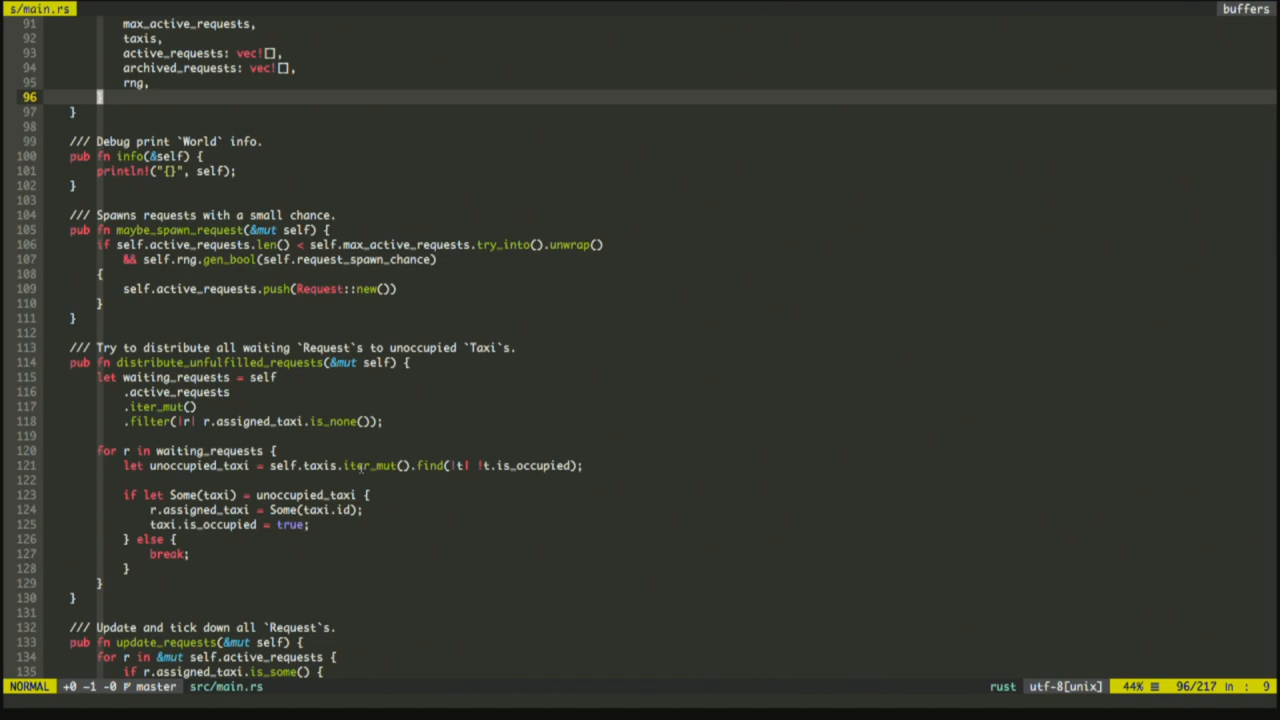 s/main.rs buffers
91 max_active_requests,
92 taxis,
93 active_requests: vec![],
94 archived_requests: vec![],
95 rng,
96 }
97 }
98
99 /// Debug print `World` info.
100 pub fn info(&self) {
101 println!("{}", self);
102 }
103
104 /// Spawns requests with a small chance.
105 pub fn maybe_spawn_request(&mut self) {
106 if self.active_requests.len() < self.max_active_requests.try_into().unwrap()
107 && self.rng.gen_bool(self.request_spawn_chance)
108 {
109 self.active_requests.push(Request::new())
110 }
111 }
112
113 /// Try to distribute all waiting `Request`s to unoccupied `Taxi`s.
114 pub fn distribute_unfulfilled_requests(&mut self) {
115 let waiting_requests = self
116 .active_requests
117 .iter_mut()
118 .filter(|r| r.assigned_taxi.is_none());
119
120 for r in waiting_requests {
121 let unoccupied_taxi = self.taxis.iter_mut().find(|t| !t.is_occupied);
122
123 if let Some(taxi) = unoccupied_taxi {
124 r.assigned_taxi = Some(taxi.id);
125 taxi.is_occupied = true;
126 } else {
127 break;
128 }
129 }
130 }
131
132 /// Update and tick down all `Request`s.
133 pub fn update_requests(&mut self) {
134 for r in &mut self.active_requests {
135 if r.assigned_taxi.is_some() {
NORMAL +0 ~1 -0 master src/main.rs rust utf-8[unix] 44% ☰ 96/217 ln : 9